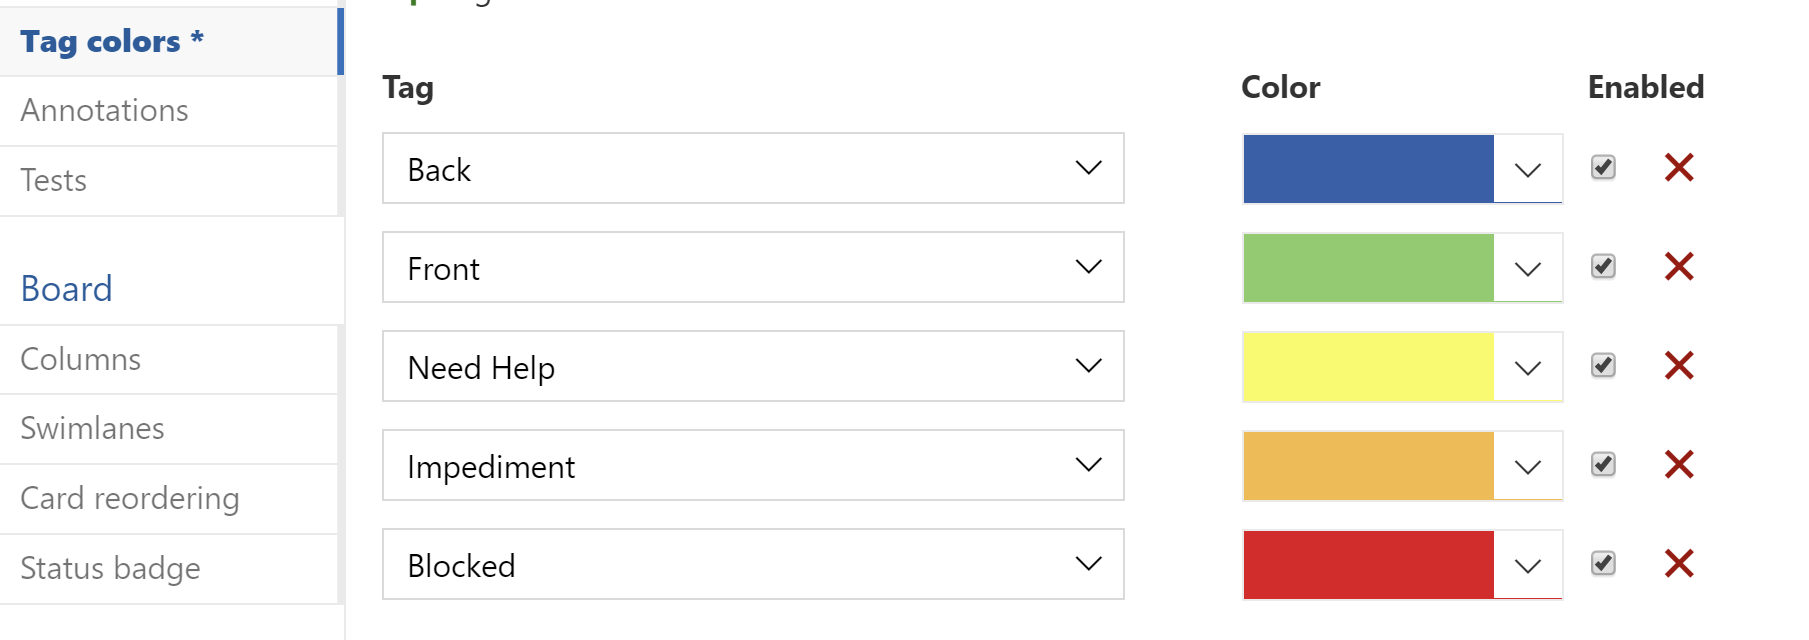 Tag colors *
Annotations
Tests
Board
Columns
Swimlanes
Card reordering
Status badge
Tag Color Enabled
Back
Front
Need Help
Impediment
Blocked